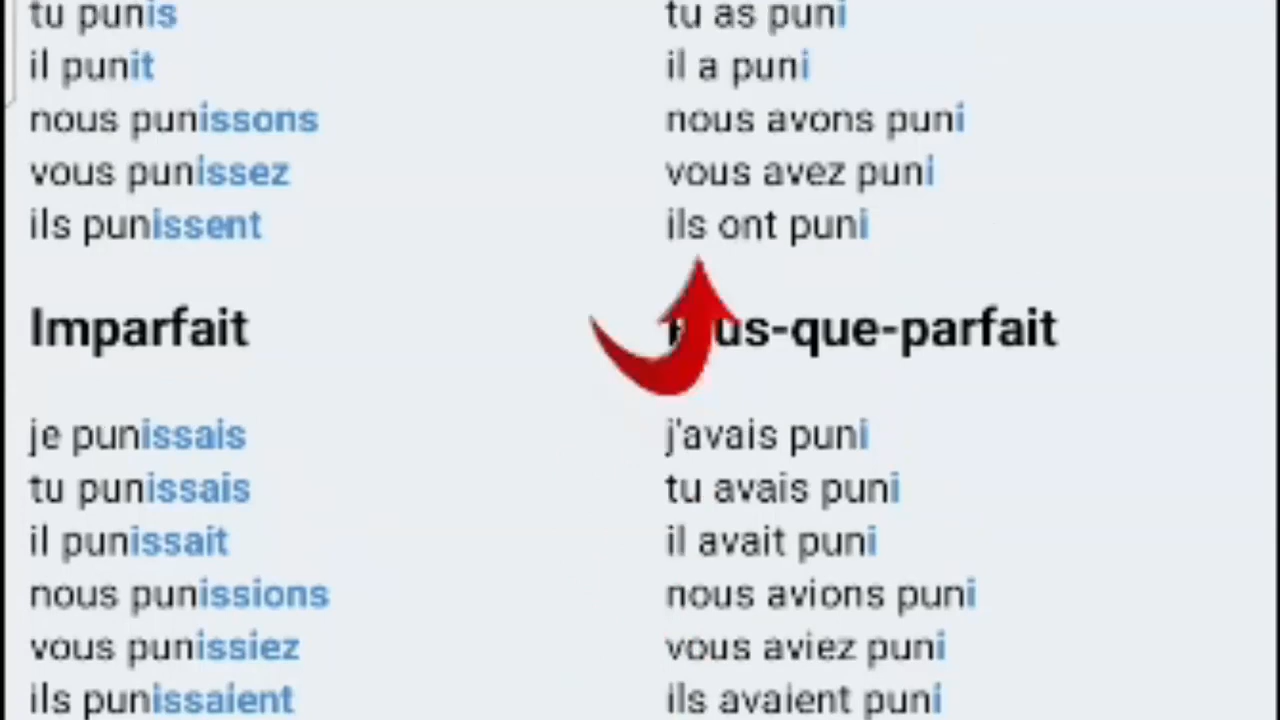 tu punis
il punit
nous punissons
vous punissez
ils punissent
tu as puni
il a puni
nous avons puni
vous avez puni
ils ont puni
Imparfait
je punissais
tu punissais
il punissait
nous punissions
vous punissiez
ils punissaient
Plus-que-parfait
j'avais puni
tu avais puni
il avait puni
nous avions puni
vous aviez puni
ils avaient puni